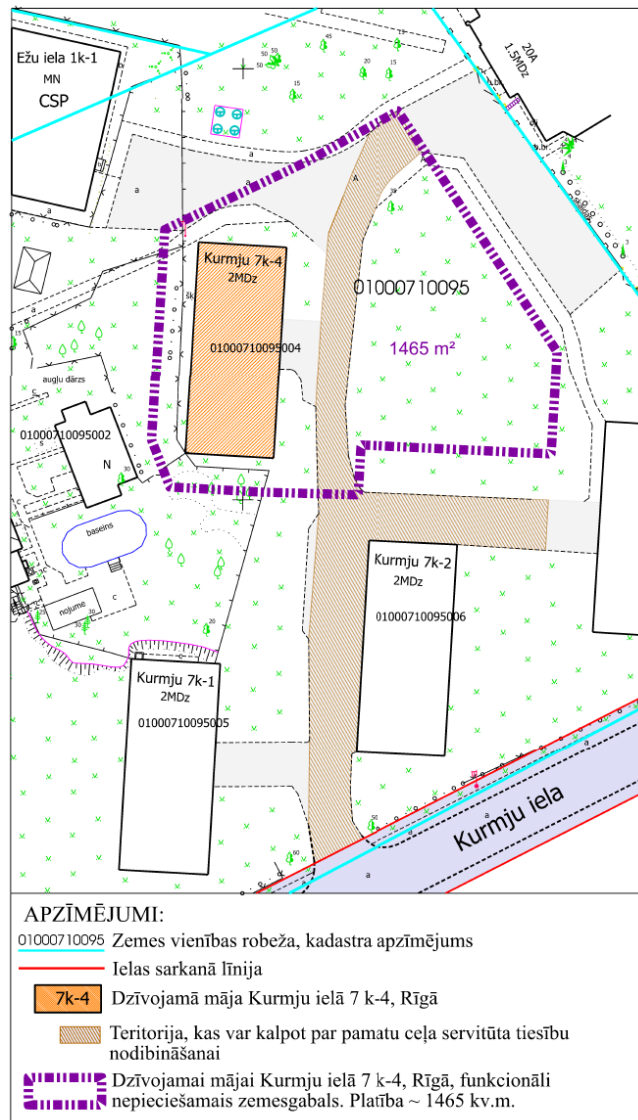 Ežu iela 1k-1
MN
CSP
20A
1.5MDz
Kurmju 7k-4
2MDz
01000710095004
01000710095
1465 m²
augļu dārzs
01000710095002
N
baseins
nojume
Kurmju 7k-2
2MDz
01000710095006
Kurmju 7k-1
2MDz
01000710095005
Kurmju iela
APZĪMĒJUMI:
01000710095 Zemes vienības robeža, kadastra apzīmējums
Ielas sarkanā līnija
7k-4 Dzīvojamā māja Kurmju ielā 7 k-4, Rīgā
Teritorija, kas var kalpot par pamatu ceļa servitūta tiesību
nodibināšanai
Dzīvojamai mājai Kurmju ielā 7 k-4, Rīgā, funkcionāli
nepieciešamais zemesgabals. Platība ~ 1465 kv.m.